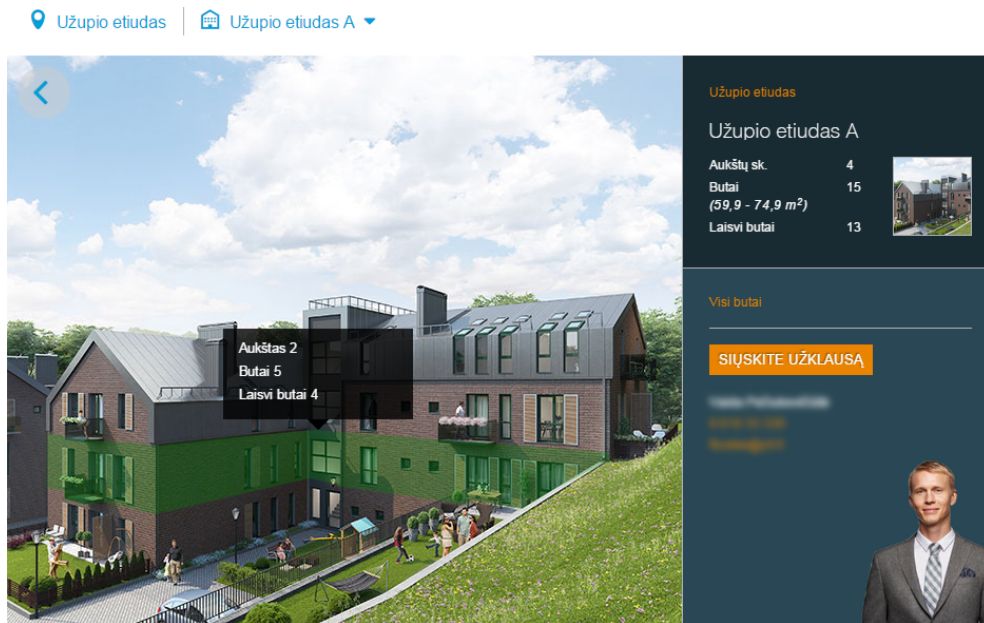 Užupio etiudas
Užupio etiudas A
Užupio etiudas
Užupio etiudas A
Aukštų sk. 4
Butai 15
(59,9 - 74,9 m²)
Laisvi butai 13
Aukštas 2
Butai 5
Laisvi butai 4
Visi butai
SIŲSKITE UŽKLAUSĄ